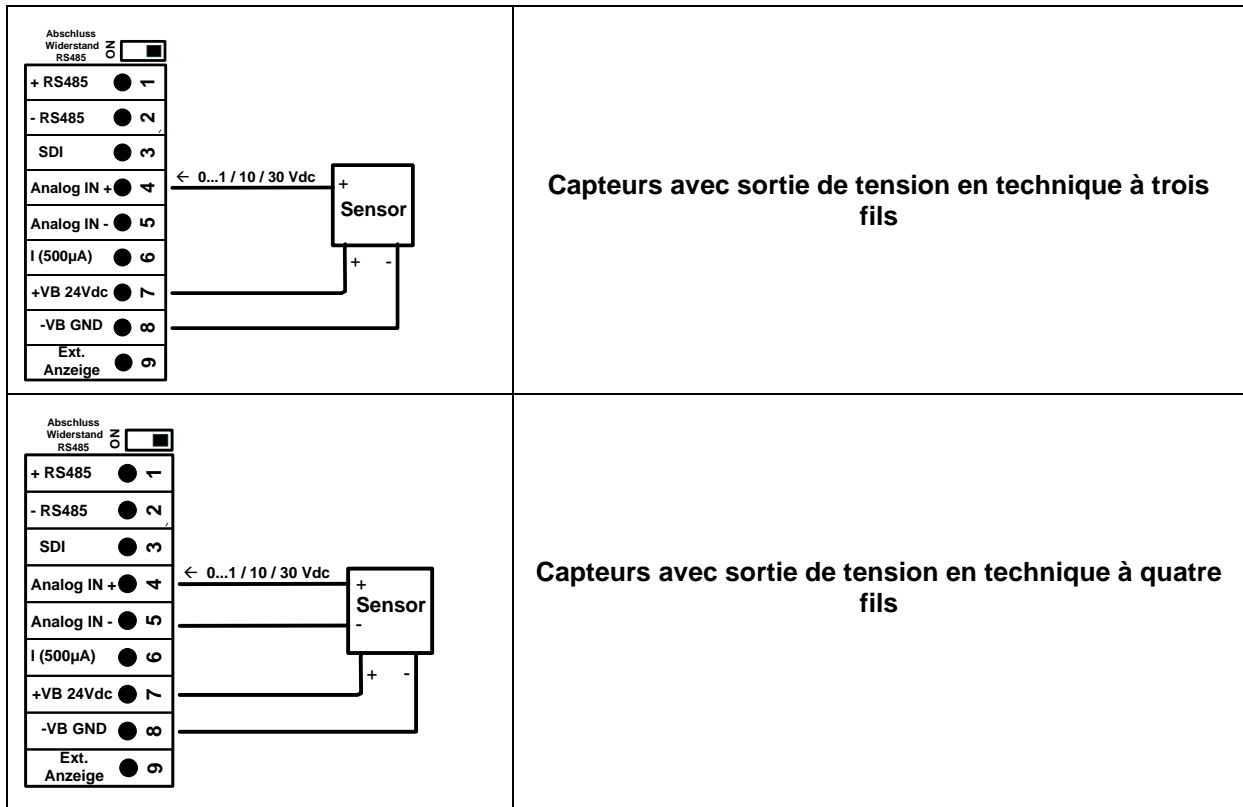 Abschluss
Widerstand
RS485
ON
+ RS485 1
- RS485 2
SDI 3
Analog IN + 4
Analog IN - 5
I (500µA) 6
+VB 24Vdc 7
-VB GND 8
Ext.
Anzeige 9
← 0...1 / 10 / 30 Vdc
+
Sensor
+ -
Capteurs avec sortie de tension en technique à trois
fils
Abschluss
Widerstand
RS485
ON
+ RS485 1
- RS485 2
SDI 3
Analog IN + 4
Analog IN - 5
I (500µA) 6
+VB 24Vdc 7
-VB GND 8
Ext.
Anzeige 9
← 0...1 / 10 / 30 Vdc
+
Sensor
-
+ -
Capteurs avec sortie de tension en technique à quatre
fils